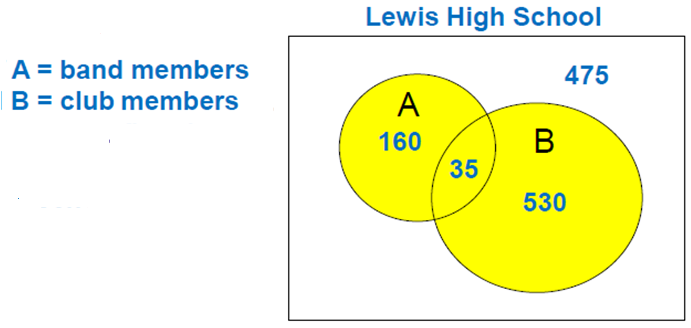 Lewis High School
A = band members
B = club members
475
A
160
B
35
530